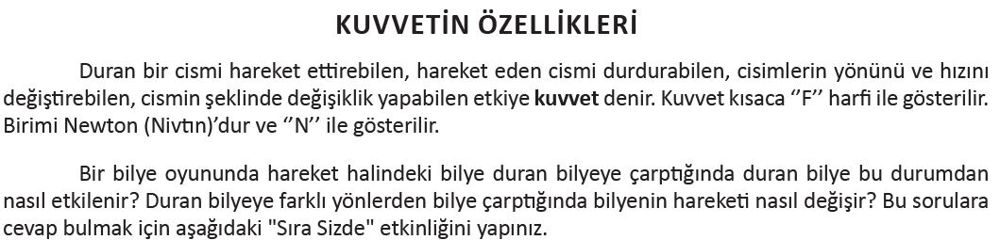 KUVVETİN ÖZELLİKLERİ
Duran bir cismi hareket ettirebilen, hareket eden cismi durdurabilen, cisimlerin yönünü ve hızını
değiştirebilen, cismin şeklinde değişiklik yapabilen etkiye kuvvet denir. Kuvvet kısaca ‘’F’’ harfi ile gösterilir.
Birimi Newton (Nivtın)’dur ve ‘’N’’ ile gösterilir.
Bir bilye oyununda hareket halindeki bilye duran bilyeye çarptığında duran bilye bu durumdan
nasıl etkilenir? Duran bilyeye farklı yönlerden bilye çarptığında bilyenin hareketi nasıl değişir? Bu sorulara
cevap bulmak için aşağıdaki "Sıra Sizde" etkinliğini yapınız.